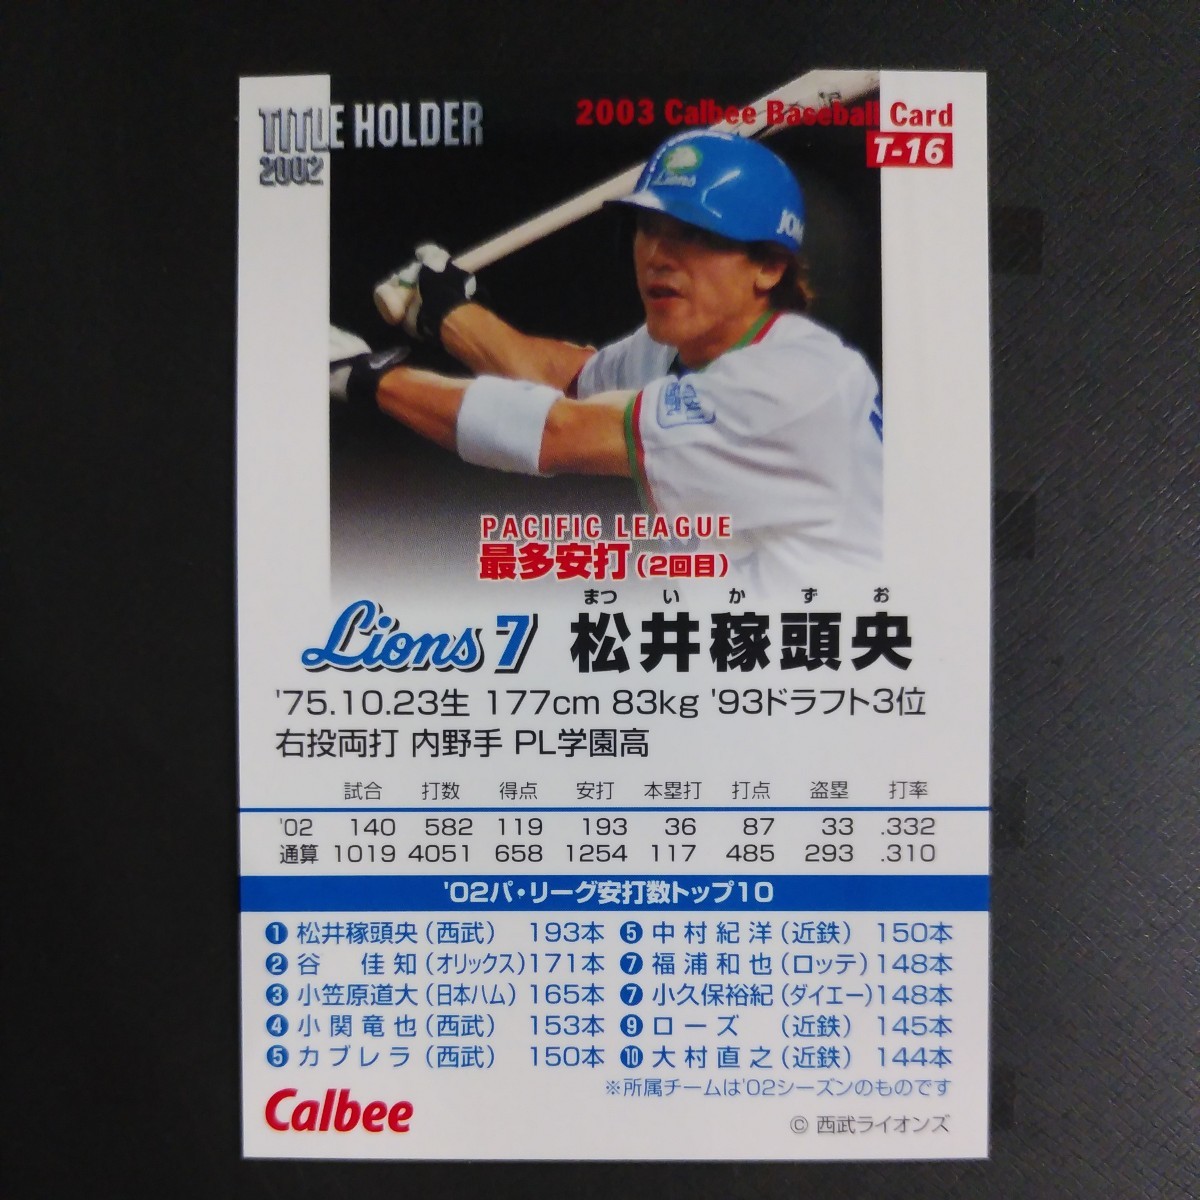 TITLE HOLDER
2002
2003 Calbee Baseball Card
T-16
Lions
PACIFIC LEAGUE
最多安打(2回目)
まつ い か ず お
Lions 7 松井稼頭央
'75.10.23生 177cm 83kg '93ドラフト3位
右投両打 内野手 PL学園高
試合 打数 得点 安打 本塁打 打点 盗塁 打率
'02 140 582 119 193 36 87 33 .332
通算 1019 4051 658 1254 117 485 293 .310
'02パ・リーグ安打数トップ10
❶ 松井稼頭央(西武) 193本 ❺ 中村紀洋(近鉄) 150本
❷ 谷 佳知(オリックス)171本 ❼ 福浦和也(ロッテ)148本
❸ 小笠原道大(日本ハム)165本 ❼ 小久保裕紀(ダイエー)148本
❹ 小関竜也(西武) 153本 ❾ ローズ (近鉄) 145本
❺ カブレラ(西武) 150本 ❿ 大村直之(近鉄) 144本
※所属チームは'02シーズンのものです
Calbee
© 西武ライオンズ